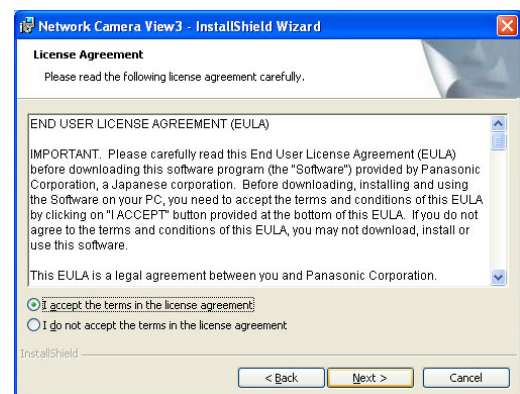 Network Camera View3 - InstallShield Wizard
License Agreement
Please read the following license agreement carefully.
END USER LICENSE AGREEMENT (EULA)
IMPORTANT. Please carefully read this End User License Agreement (EULA)
before downloading this software program (the "Software") provided by Panasonic
Corporation, a Japanese corporation. Before downloading, installing and using
the Software on your PC, you need to accept the terms and conditions of this EULA
by clicking on "I ACCEPT" button provided at the bottom of this EULA. If you do not
agree to the terms and conditions of this EULA, you may not download, install or
use this software.
This EULA is a legal agreement between you and Panasonic Corporation.
I accept the terms in the license agreement
I do not accept the terms in the license agreement
InstallShield
< Back Next > Cancel